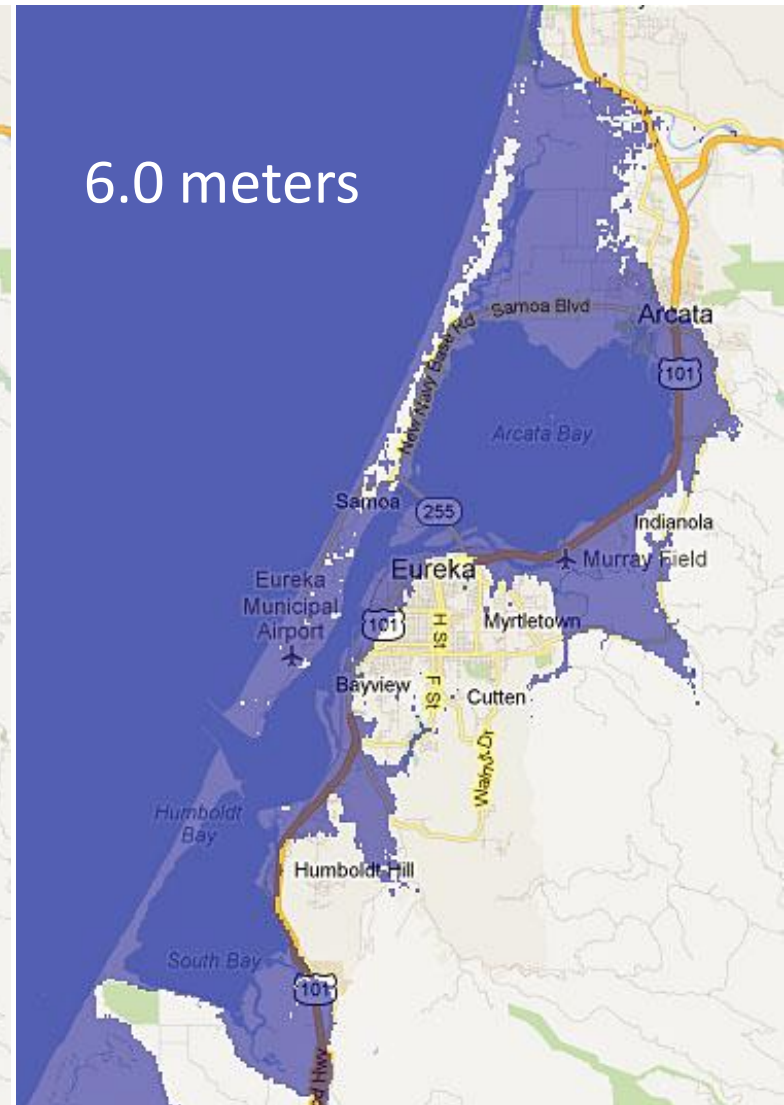 6.0 meters
Samoa Blvd
Arcata
New Navy Base Rd
101
Arcata Bay
Samoa
255
Indianola
Eureka
Murray Field
Eureka
Municipal
Airport
101
H St
Myrtletown
Bayview
F St
Cutten
Walnut Dr
Humboldt
Bay
Humboldt Hill
South Bay
101
Hwy